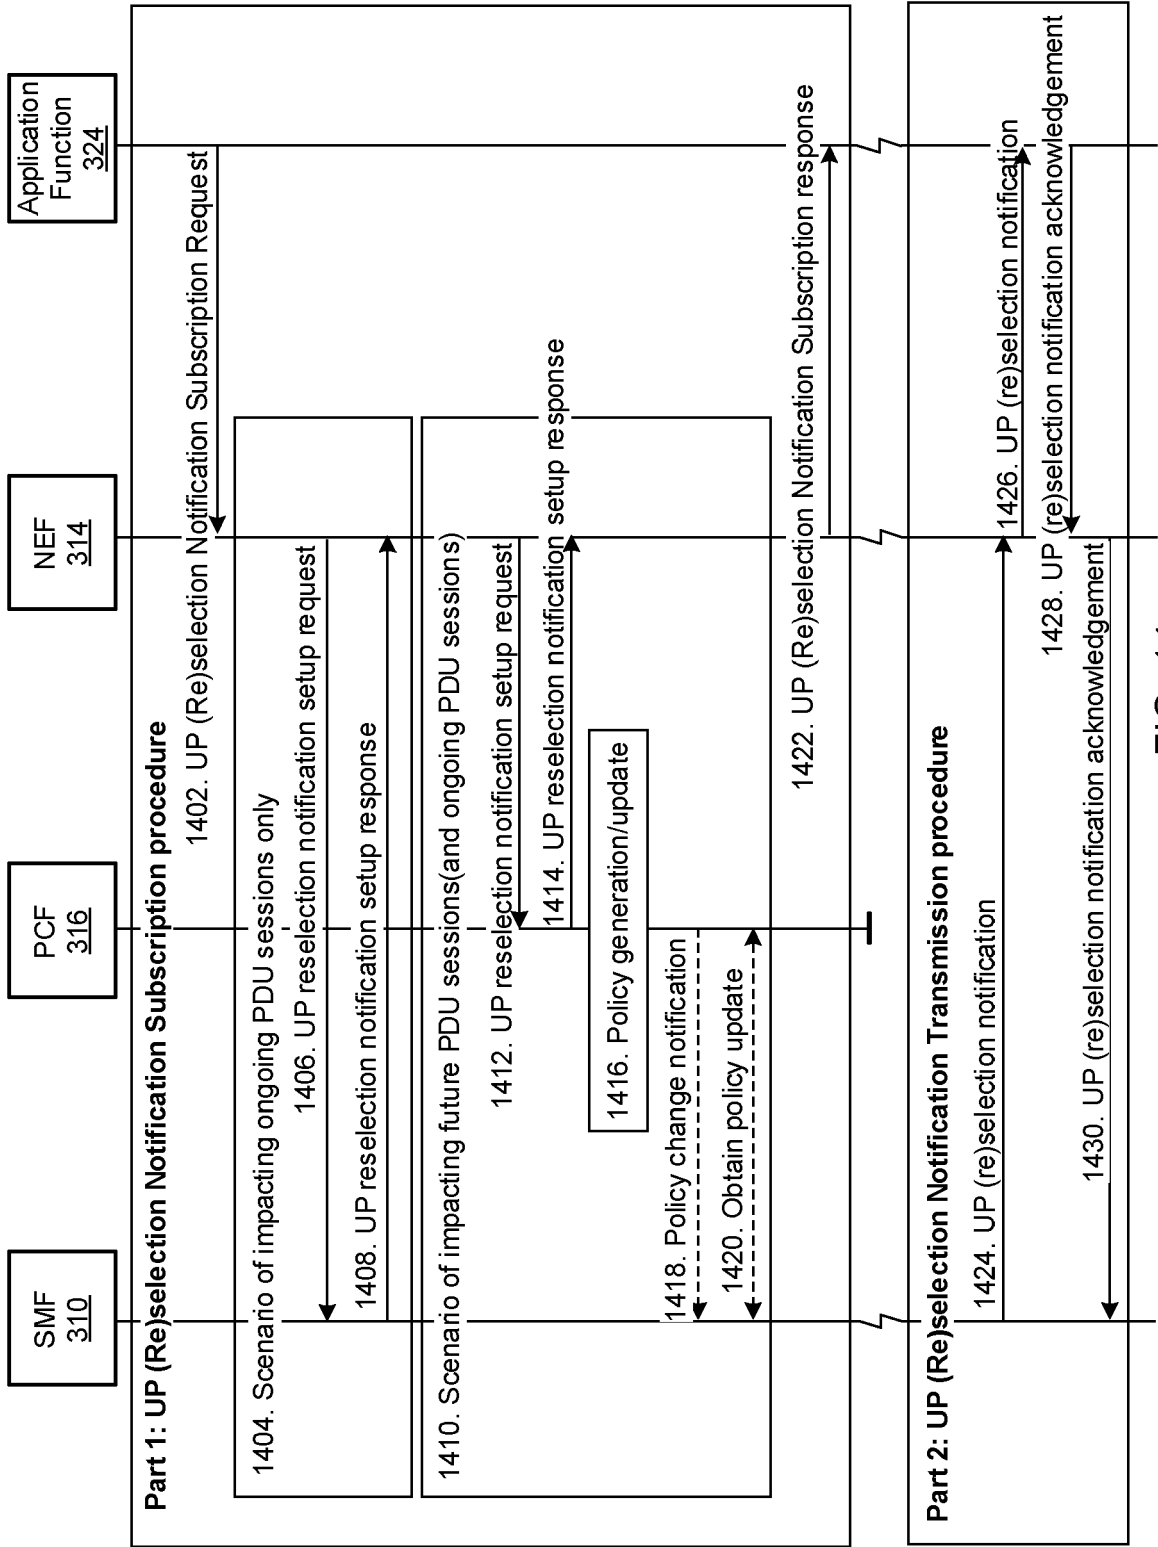 SMF
310
PCF
316
NEF
314
Application
Function
324
Part 1: UP (Re)selection Notification Subscription procedure
1402. UP (Re)selection Notification Subscription Request
1404. Scenario of impacting ongoing PDU sessions only
1406. UP reselection notification setup request
1408. UP reselection notification setup response
1410. Scenario of impacting future PDU sessions(and ongoing PDU sessions)
1412. UP reselection notification setup request
1414. UP reselection notification setup response
1416. Policy generation/update
1418. Policy change notification
1420. Obtain policy update
1422. UP (Re)selection Notification Subscription response
Part 2: UP (Re)selection Notification Transmission procedure
1424. UP (re)selection notification
1426. UP (re)selection notification
1428. UP (re)selection notification acknowledgement
1430. UP (re)selection notification acknowledgement